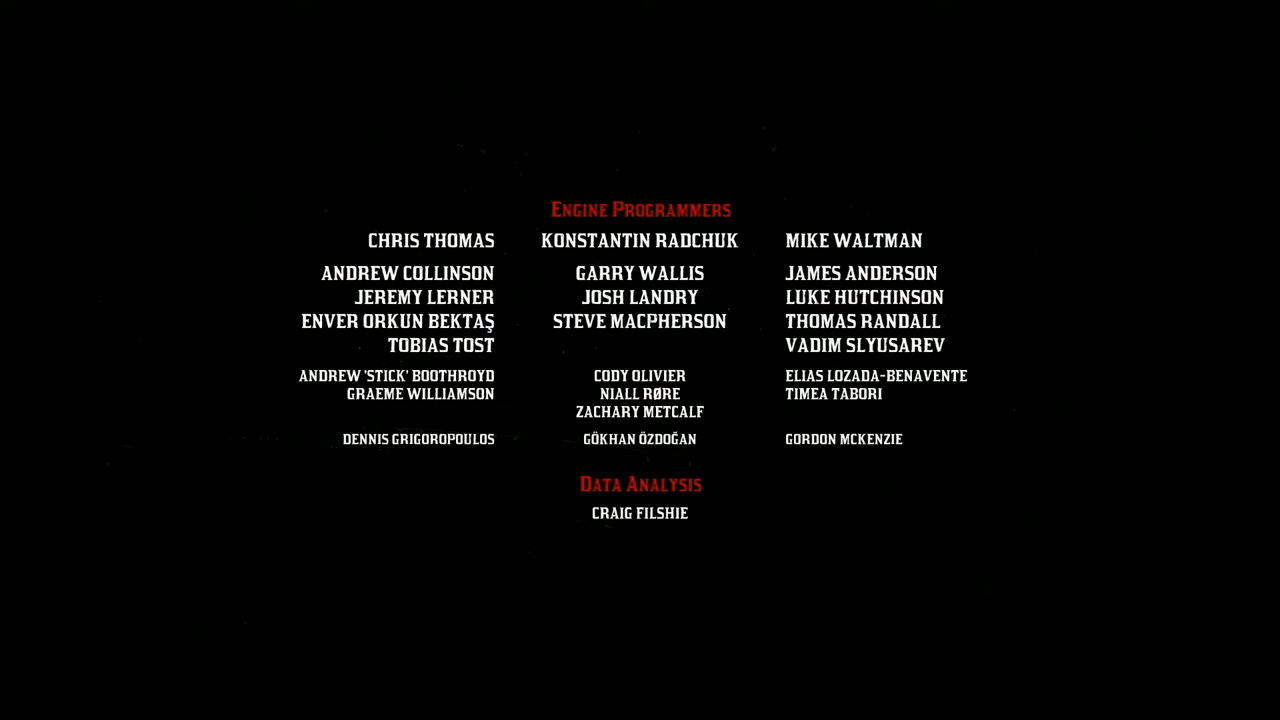 Engine Programmers
CHRIS THOMAS KONSTANTIN RADCHUK MIKE WALTMAN
ANDREW COLLINSON GARRY WALLIS JAMES ANDERSON
JEREMY LERNER JOSH LANDRY LUKE HUTCHINSON
ENVER ORKUN BEKTAŞ STEVE MACPHERSON THOMAS RANDALL
TOBIAS TOST VADIM SLYUSAREV
ANDREW 'STICK' BOOTHROYD CODY OLIVIER ELIAS LOZADA-BENAVENTE
GRAEME WILLIAMSON NIALL RØRE TIMEA TABORI
ZACHARY METCALF
DENNIS GRIGOROPOULOS GÖKHAN ÖZDOĞAN GORDON MCKENZIE
Data Analysis
CRAIG FILSHIE